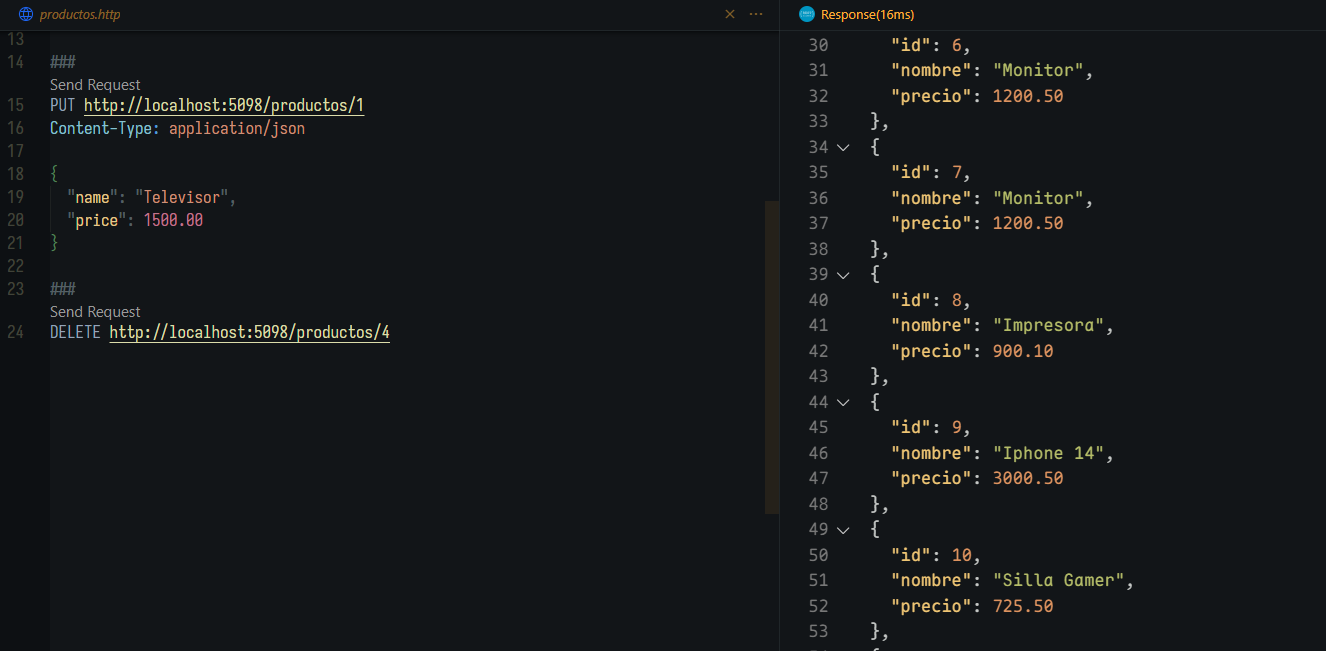 productos.http
13
14 ###
Send Request
15 PUT http://localhost:5098/productos/1
16 Content-Type: application/json
17
18 {
19 "name": "Televisor",
20 "price": 1500.00
21 }
22
23 ###
Send Request
24 DELETE http://localhost:5098/productos/4
Response(16ms)
30 "id": 6,
31 "nombre": "Monitor",
32 "precio": 1200.50
33 },
34 {
35 "id": 7,
36 "nombre": "Monitor",
37 "precio": 1200.50
38 },
39 {
40 "id": 8,
41 "nombre": "Impresora",
42 "precio": 900.10
43 },
44 {
45 "id": 9,
46 "nombre": "Iphone 14",
47 "precio": 3000.50
48 },
49 {
50 "id": 10,
51 "nombre": "Silla Gamer",
52 "precio": 725.50
53 },